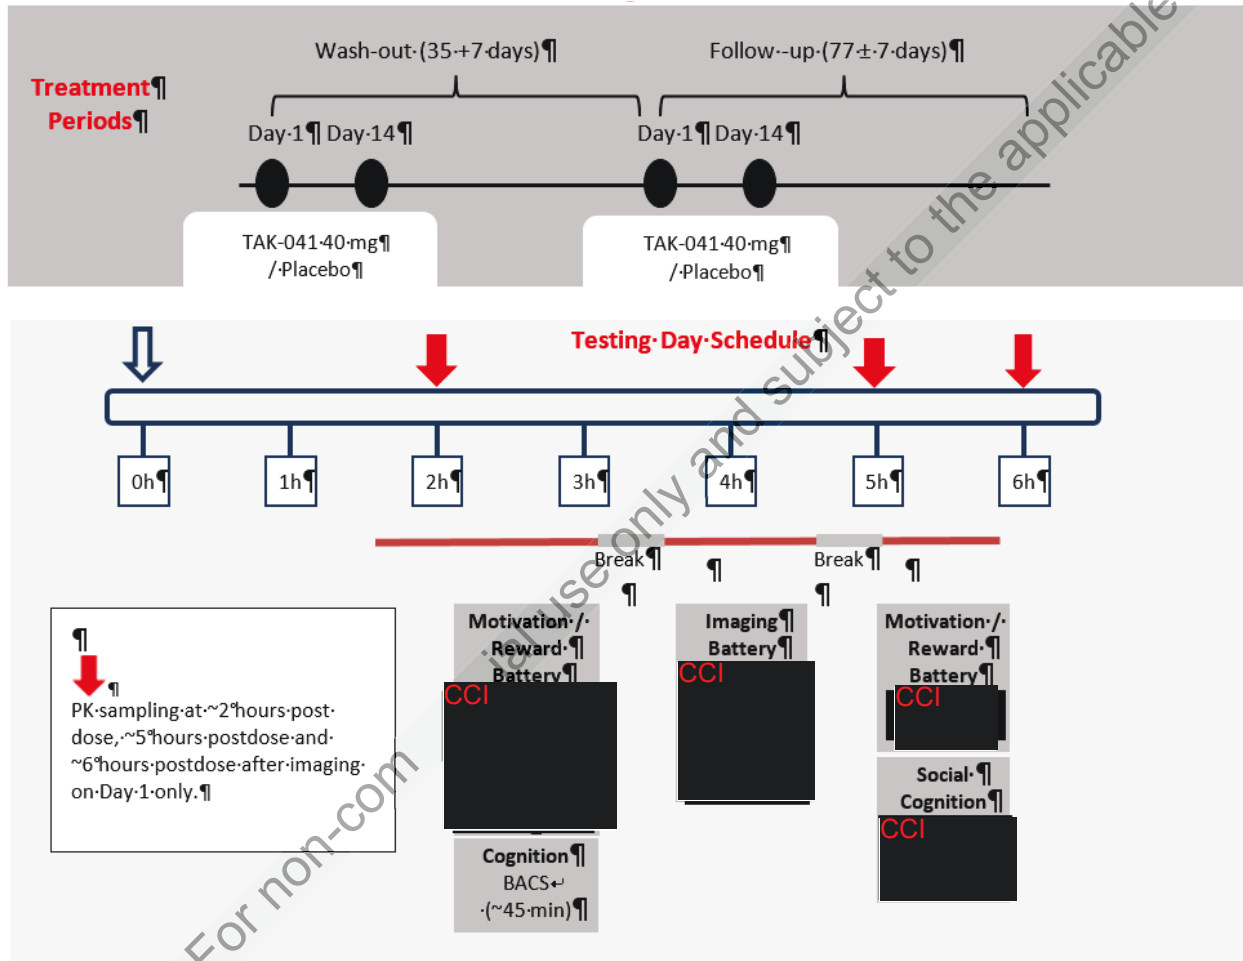 Wash-out·(35·+7·days)¶
Follow·-up·(77±·7·days)¶
Treatment¶
Periods¶
Day·1¶ Day·14¶
Day·1¶ Day·14¶
TAK-041·40·mg¶
/·Placebo¶
TAK-041·40·mg¶
/·Placebo¶
Testing·Day·Schedule¶
0h¶
1h¶
2h¶
3h¶
4h¶
5h¶
6h¶
Break¶
¶
¶
Break¶
¶
¶
¶
¶
PK·sampling·at·~2°hours·post·
dose,·~5°hours·postdose·and·
~6°hours·postdose·after·imaging·
on·Day·1·only.¶
Motivation·/·
Reward·¶
Battery¶
CCI
Cognition¶
BACS↵
·(~45·min)¶
Imaging¶
Battery¶
CCI
Motivation·/·
Reward·¶
Battery¶
CCI
Social·¶
Cognition¶
CCI
For non-com
ial use only and subject to the applicable